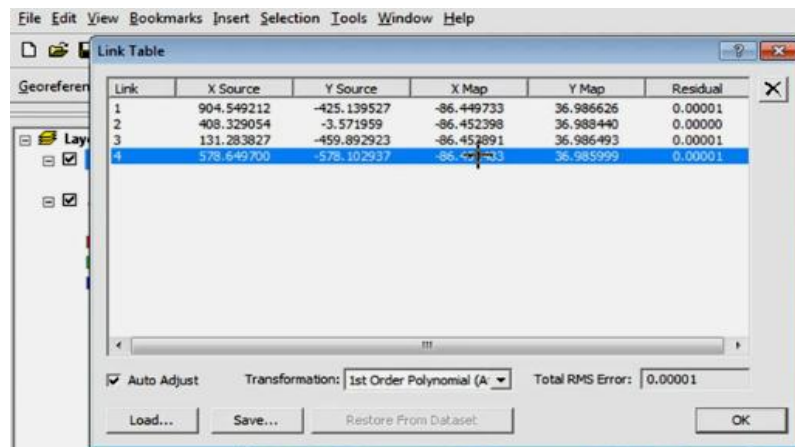 File Edit View Bookmarks Insert Selection Tools Window Help
Link Table
Georeferen
Link X Source Y Source X Map Y Map Residual
1 904.549212 -425.139527 -86.449733 36.986626 0.00001
2 408.329054 -3.571959 -86.452398 36.988440 0.00000
3 131.283827 -459.892923 -86.453891 36.986493 0.00001
4 578.649700 -578.102937 36.985999 0.00001
Lay
Auto Adjust Transformation: 1st Order Polynomial (A Total RMS Error: 0.00001
Load... Save... Restore From Dataset OK